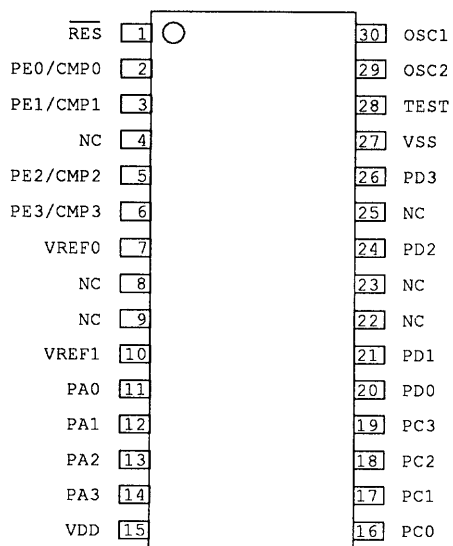 RES 1 30 OSC1
PE0/CMP0 2 29 OSC2
PE1/CMP1 3 28 TEST
NC 4 27 VSS
PE2/CMP2 5 26 PD3
PE3/CMP3 6 25 NC
VREF0 7 24 PD2
NC 8 23 NC
NC 9 22 NC
VREF1 10 21 PD1
PA0 11 20 PD0
PA1 12 19 PC3
PA2 13 18 PC2
PA3 14 17 PC1
VDD 15 16 PC0